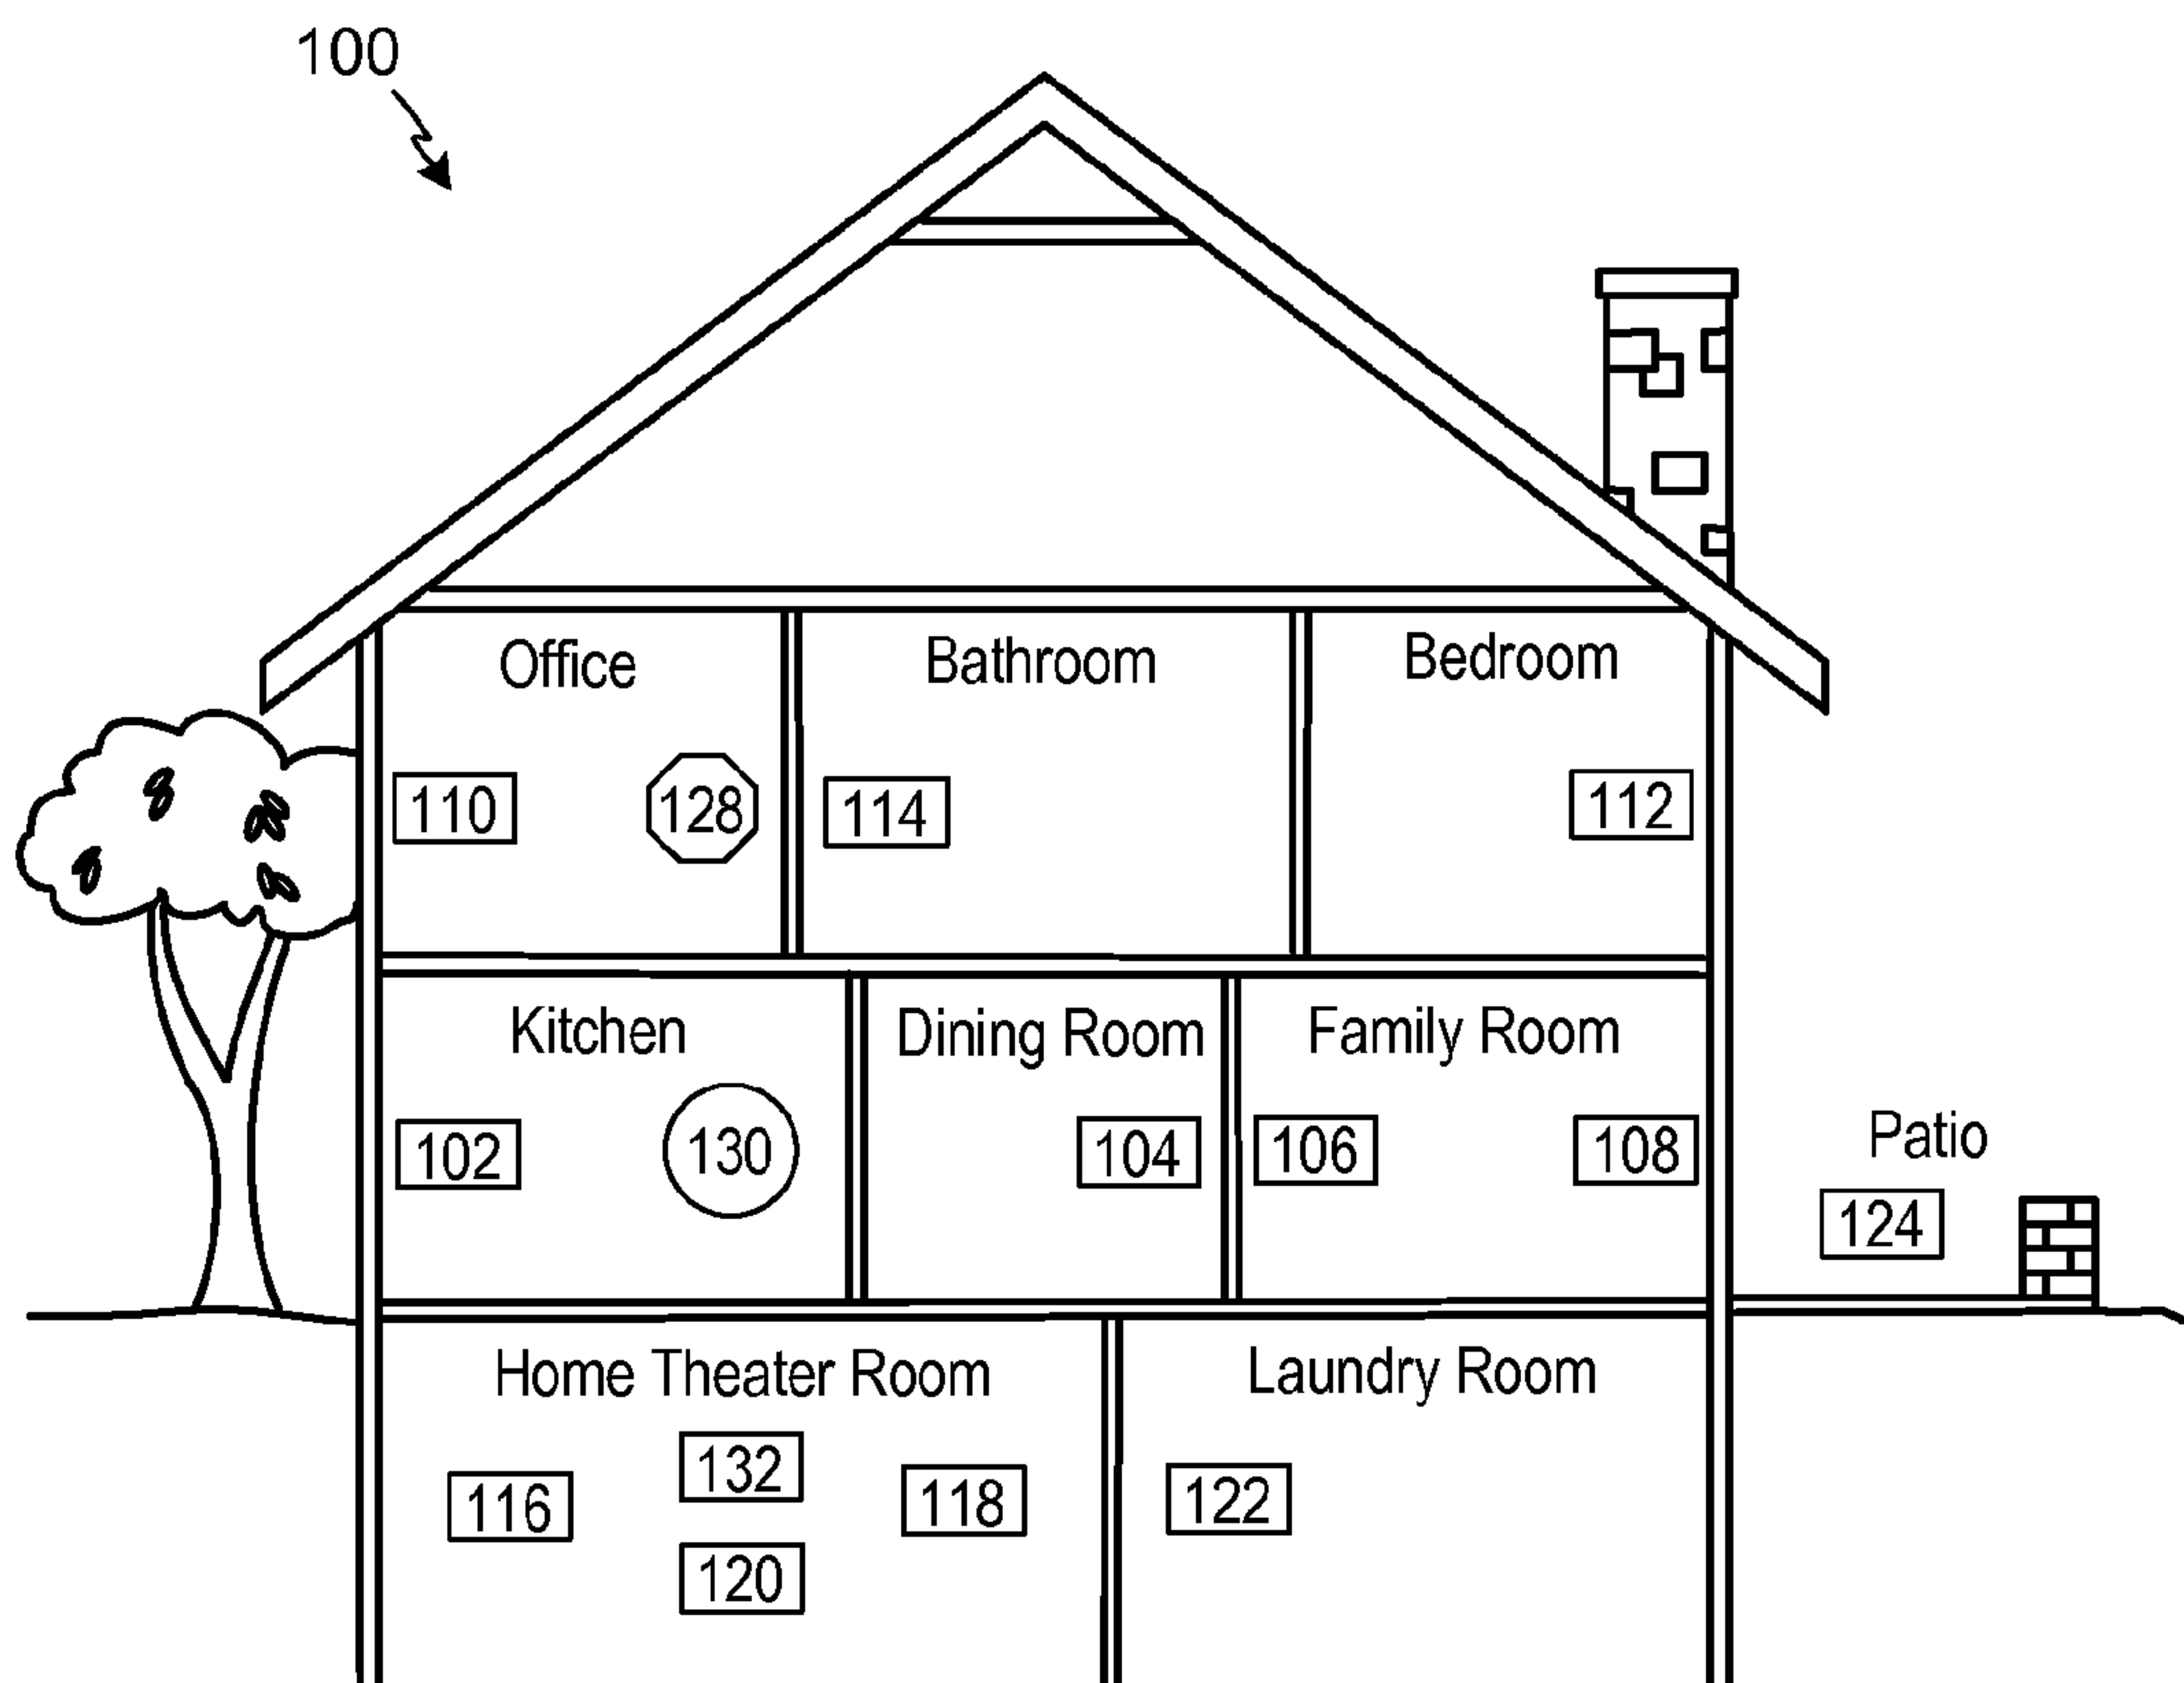 100
Office
Bathroom
Bedroom
110
128
114
112
Kitchen
Dining Room
Family Room
102
130
104
106
108
Patio
124
Home Theater Room
Laundry Room
132
116
118
122
120